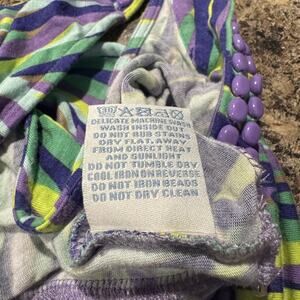 DELICATE MACHINE WASH
WASH INSIDE OUT
DO NOT RUB STAINS
DRY FLAT, AWAY
FROM DIRECT HEAT
AND SUNLIGHT
DO NOT TUMBLE DRY
COOL IRON ON REVERSE
DO NOT IRON BEADS
DO NOT DRY CLEAN